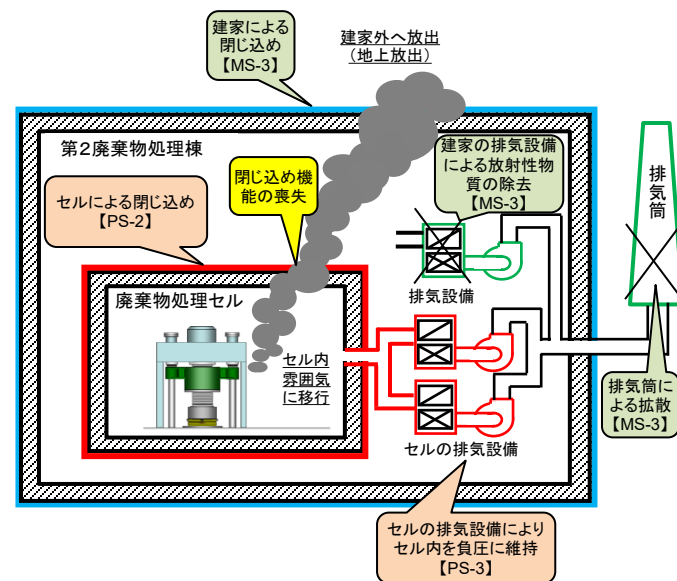 建家による
閉じ込め
【MS-3】
建家外へ放出
（地上放出）
第２廃棄物処理棟
建家の排気設備
による放射性物
質の除去
【MS-3】
排気筒
セルによる閉じ込め
【PS-2】
閉じ込め機
能の喪失
排気設備
廃棄物処理セル
セル内
雰囲気
に移行
排気筒に
よる拡散
【MS-3】
セルの排気設備
セルの排気設備により
セル内を負圧に維持
【PS-3】